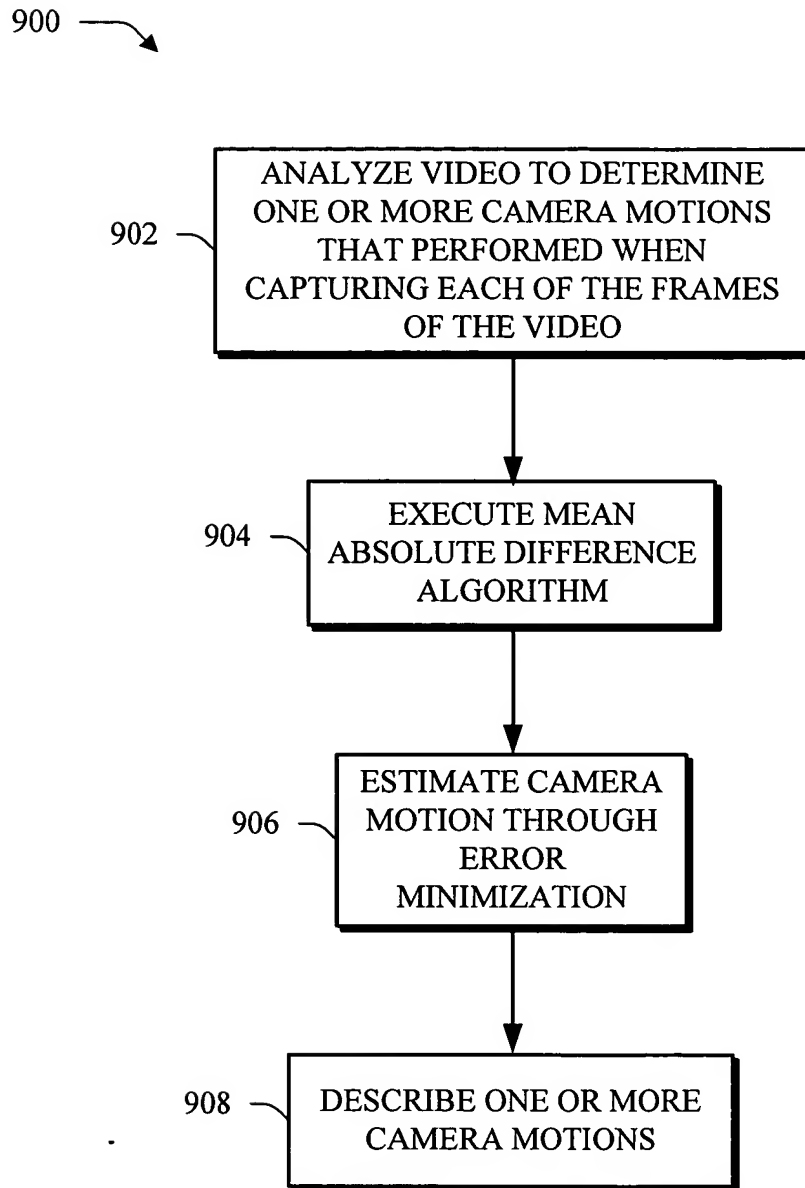 900
ANALYZE VIDEO TO DETERMINE
ONE OR MORE CAMERA MOTIONS
THAT PERFORMED WHEN
CAPTURING EACH OF THE FRAMES
OF THE VIDEO
902
EXECUTE MEAN
ABSOLUTE DIFFERENCE
ALGORITHM
904
ESTIMATE CAMERA
MOTION THROUGH
ERROR
MINIMIZATION
906
DESCRIBE ONE OR MORE
CAMERA MOTIONS
908